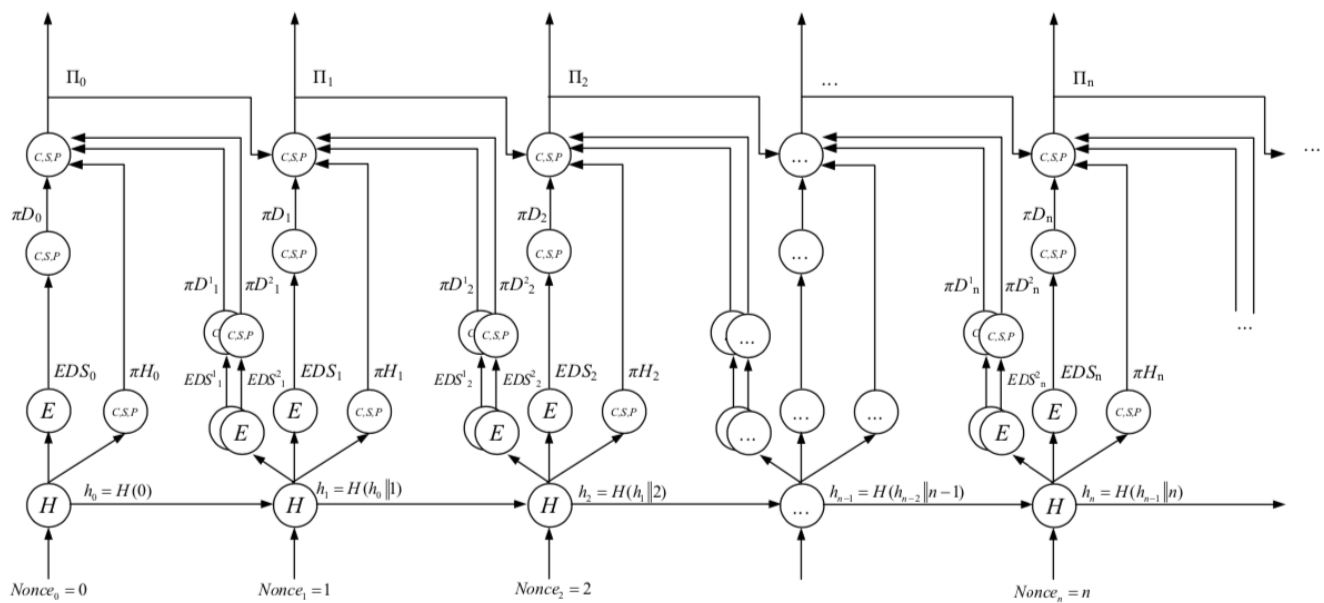 Π₀ Π₁ Π₂ ... Πₙ
C,S,P C,S,P C,S,P ... C,S,P ...
πD₀ πD₁ πD₂ πDₙ
C,S,P C,S,P C,S,P ... C,S,P
πD¹₁ πD²₁ πD¹₂ πD²₂ πD¹ₙ πD²ₙ
C C,S,P C C,S,P ... C C,S,P ...
EDS₀ πH₀ EDS¹₁ EDS²₁ EDS₁ πH₁ EDS¹₂ EDS²₂ EDS₂ πH₂ EDS²ₙ EDSₙ πHₙ
E C,S,P E E C,S,P E E C,S,P ... ... ... E E C,S,P
h₀ = H(0) h₁ = H(h₀‖1) h₂ = H(h₁‖2) hₙ₋₁ = H(hₙ₋₂‖n−1) hₙ = H(hₙ₋₁‖n)
H H H ... H
Nonce₀ = 0 Nonce₁ = 1 Nonce₂ = 2 Nonceₙ = n